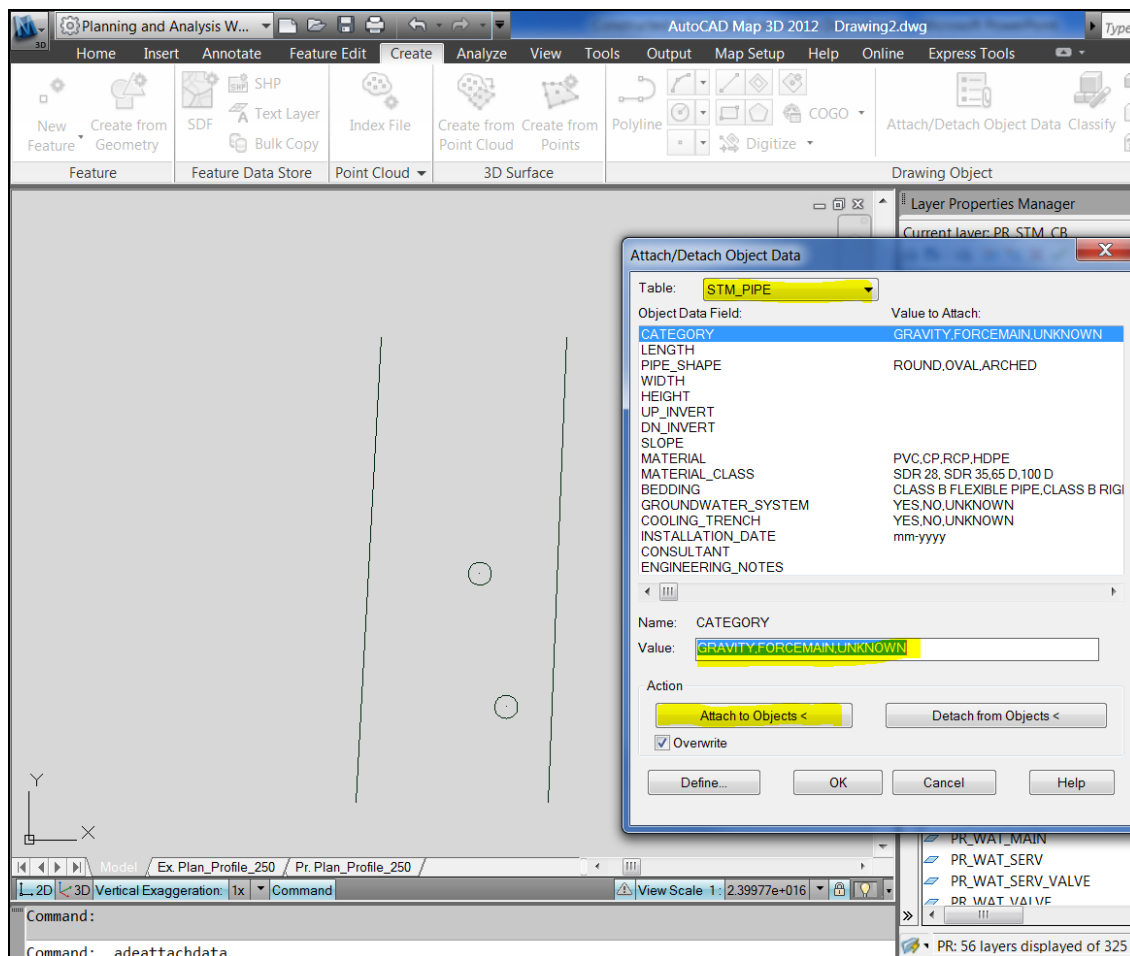 3D
Planning and Analysis W...
AutoCAD Map 3D 2012 Drawing2.dwg
Type
Home Insert Annotate Feature Edit Create Analyze View Tools Output Map Setup Help Online Express Tools
New Feature
Create from Geometry
SDF
SHP
SHP
Text Layer
Bulk Copy
Index File
Create from Point Cloud
Create from Points
Polyline
COGO
Digitize
Attach/Detach Object Data
Classify
Feature
Feature Data Store
Point Cloud
3D Surface
Drawing Object
Layer Properties Manager
Current layer: PR_STM_CB
Attach/Detach Object Data
Table: STM_PIPE
Object Data Field: Value to Attach:
CATEGORY GRAVITY,FORCEMAIN,UNKNOWN
LENGTH
PIPE_SHAPE ROUND,OVAL,ARCHED
WIDTH
HEIGHT
UP_INVERT
DN_INVERT
SLOPE
MATERIAL PVC,CP,RCP,HDPE
MATERIAL_CLASS SDR 28, SDR 35,65 D,100 D
BEDDING CLASS B FLEXIBLE PIPE,CLASS B RIGI
GROUNDWATER_SYSTEM YES,NO,UNKNOWN
COOLING_TRENCH YES,NO,UNKNOWN
INSTALLATION_DATE mm-yyyy
CONSULTANT
ENGINEERING_NOTES
Name: CATEGORY
Value: GRAVITY,FORCEMAIN,UNKNOWN
Action
Attach to Objects < Detach from Objects <
Overwrite
Define... OK Cancel Help
Y
X
PR_WAT_MAIN
PR_WAT_SERV
PR_WAT_SERV_VALVE
PR_WAT_VALVE
Model Ex. Plan_Profile_250 Pr. Plan_Profile_250
2D 3D Vertical Exaggeration: 1x Command View Scale 1 : 2.39977e+016
Command:
Command: _adeattachdata
PR: 56 layers displayed of 325